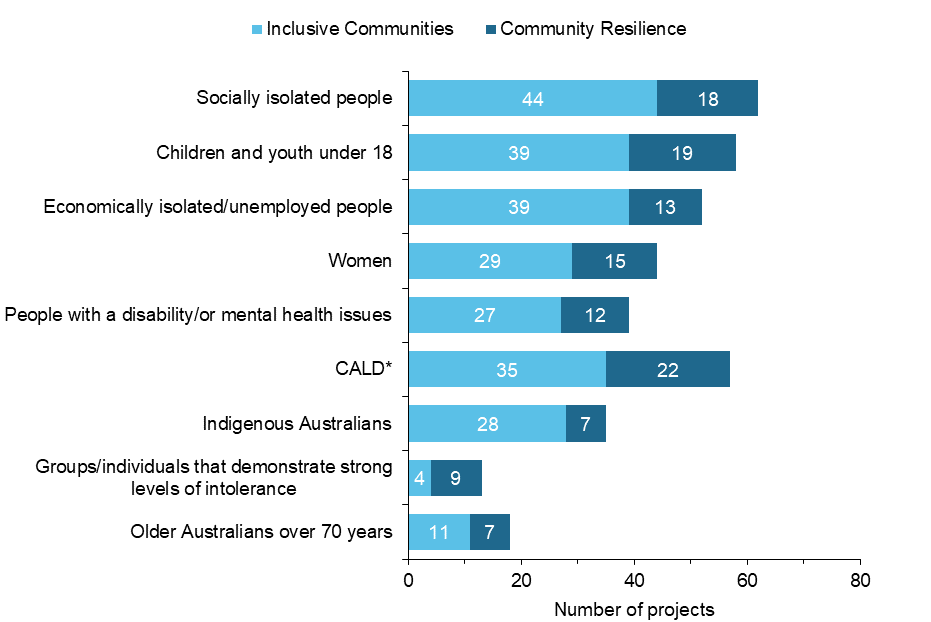 Inclusive Communities Community Resilience
Socially isolated people 44 18
Children and youth under 18 39 19
Economically isolated/unemployed people 39 13
Women 29 15
People with a disability/or mental health issues 27 12
CALD* 35 22
Indigenous Australians 28 7
Groups/individuals that demonstrate strong
levels of intolerance 4 9
Older Australians over 70 years 11 7
0 20 40 60 80
Number of projects